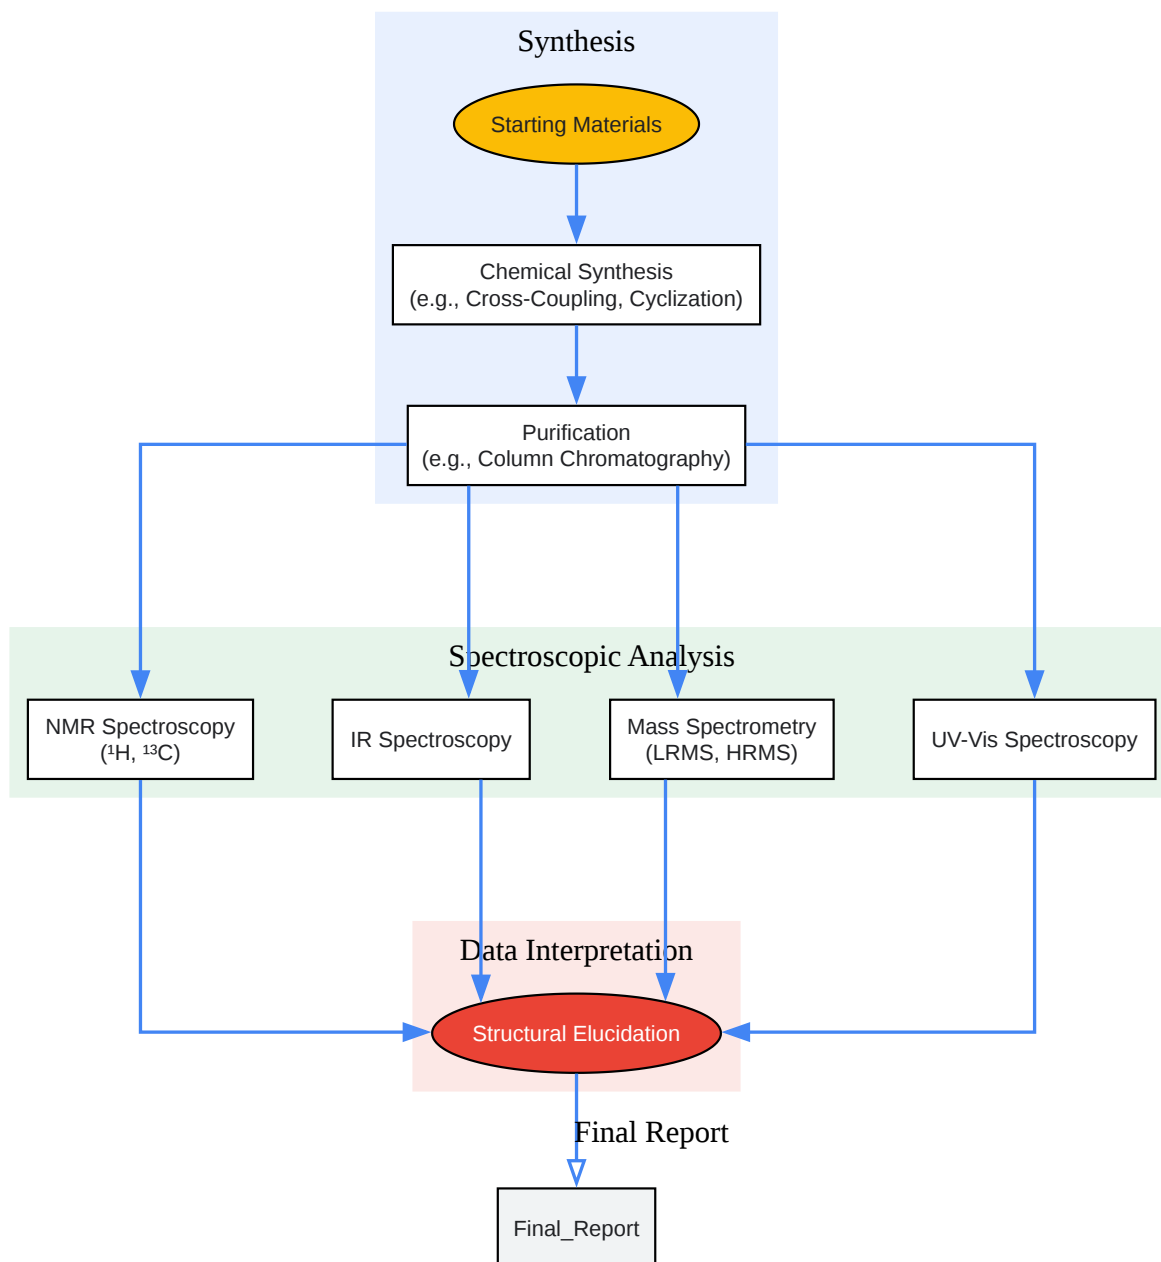 Synthesis
Starting Materials
Chemical Synthesis
(e.g., Cross-Coupling, Cyclization)
Purification
(e.g., Column Chromatography)
Spectroscopic Analysis
NMR Spectroscopy
(¹H, ¹³C)
IR Spectroscopy
Mass Spectrometry
(LRMS, HRMS)
UV-Vis Spectroscopy
Data Interpretation
Structural Elucidation
Final Report
Final_Report